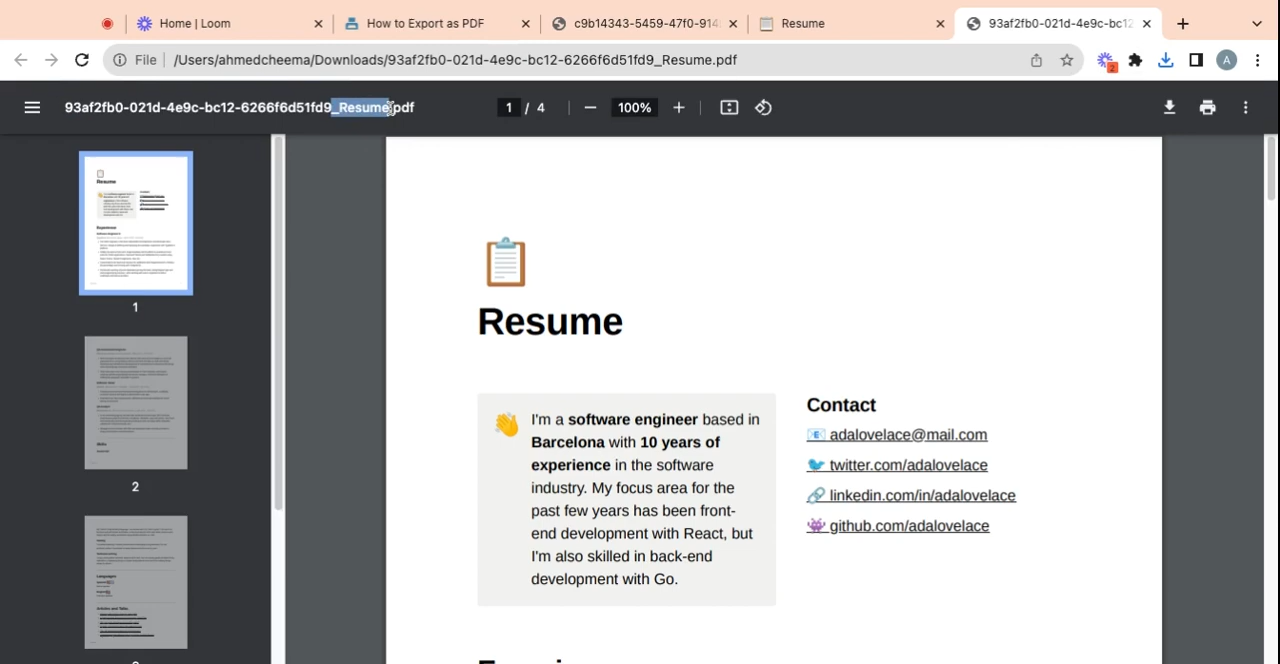 Home | Loom
How to Export as PDF
c9b14343-5459-47f0-914
Resume
93af2fb0-021d-4e9c-bc12
File
/Users/ahmedcheema/Downloads/93af2fb0-021d-4e9c-bc12-6266f6d51fd9_Resume.pdf
2
A
93af2fb0-021d-4e9c-bc12-6266f6d51fd9_Resume.pdf
1 / 4
100%
1
2
Resume
👋 I'm a software engineer based in
Barcelona with 10 years of
experience in the software
industry. My focus area for the
past few years has been front-
end development with React, but
I'm also skilled in back-end
development with Go.
Contact
📧 adalovelace@mail.com
🐦 twitter.com/adalovelace
🔗 linkedin.com/in/adalovelace
👾 github.com/adalovelace